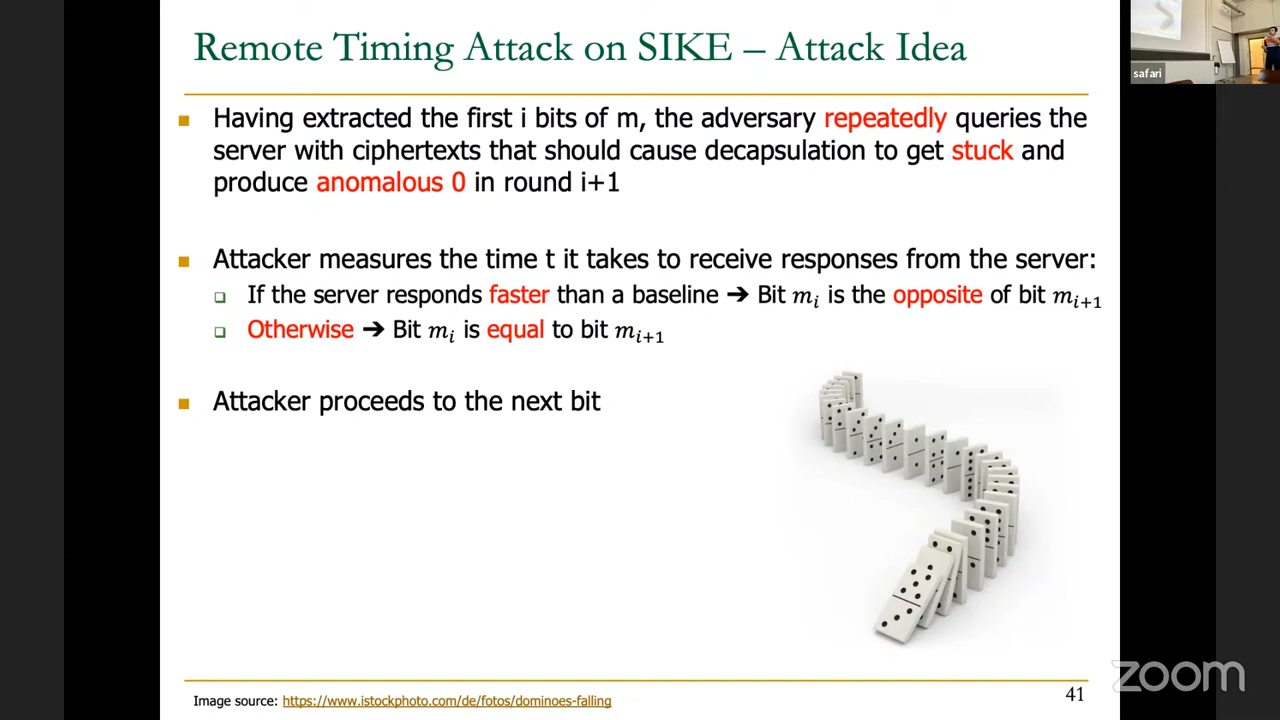 Remote Timing Attack on SIKE – Attack Idea
safari
Having extracted the first i bits of m, the adversary repeatedly queries the
server with ciphertexts that should cause decapsulation to get stuck and
produce anomalous 0 in round i+1
Attacker measures the time t it takes to receive responses from the server:
If the server responds faster than a baseline ➔ Bit mᵢ is the opposite of bit mᵢ₊₁
Otherwise ➔ Bit mᵢ is equal to bit mᵢ₊₁
Attacker proceeds to the next bit
Image source: https://www.istockphoto.com/de/fotos/dominoes-falling
41
zoom